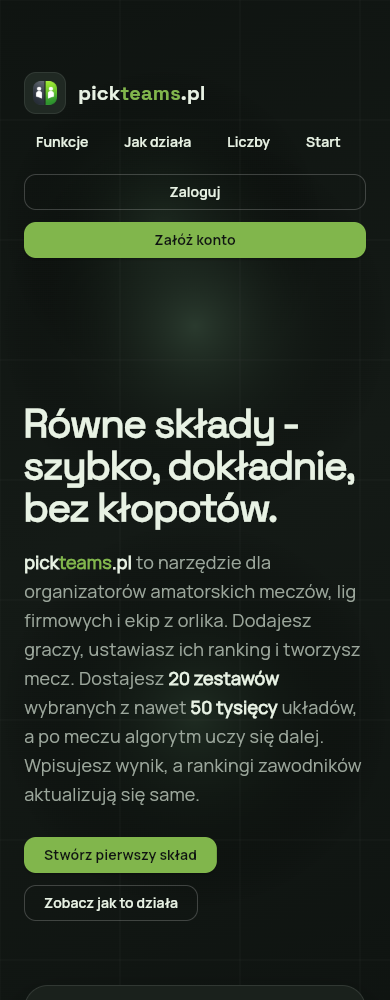 pickteams.pl
Funkcje Jak działa Liczby Start
Zaloguj
Załóż konto
Równe składy -
szybko, dokładnie,
bez kłopotów.
pickteams.pl to narzędzie dla
organizatorów amatorskich meczów, lig
firmowych i ekip z orlika. Dodajesz
graczy, ustawiasz ich ranking i tworzysz
mecz. Dostajesz 20 zestawów
wybranych z nawet 50 tysięcy układów,
a po meczu algorytm uczy się dalej.
Wpisujesz wynik, a rankingi zawodników
aktualizują się same.
Stwórz pierwszy skład
Zobacz jak to działa